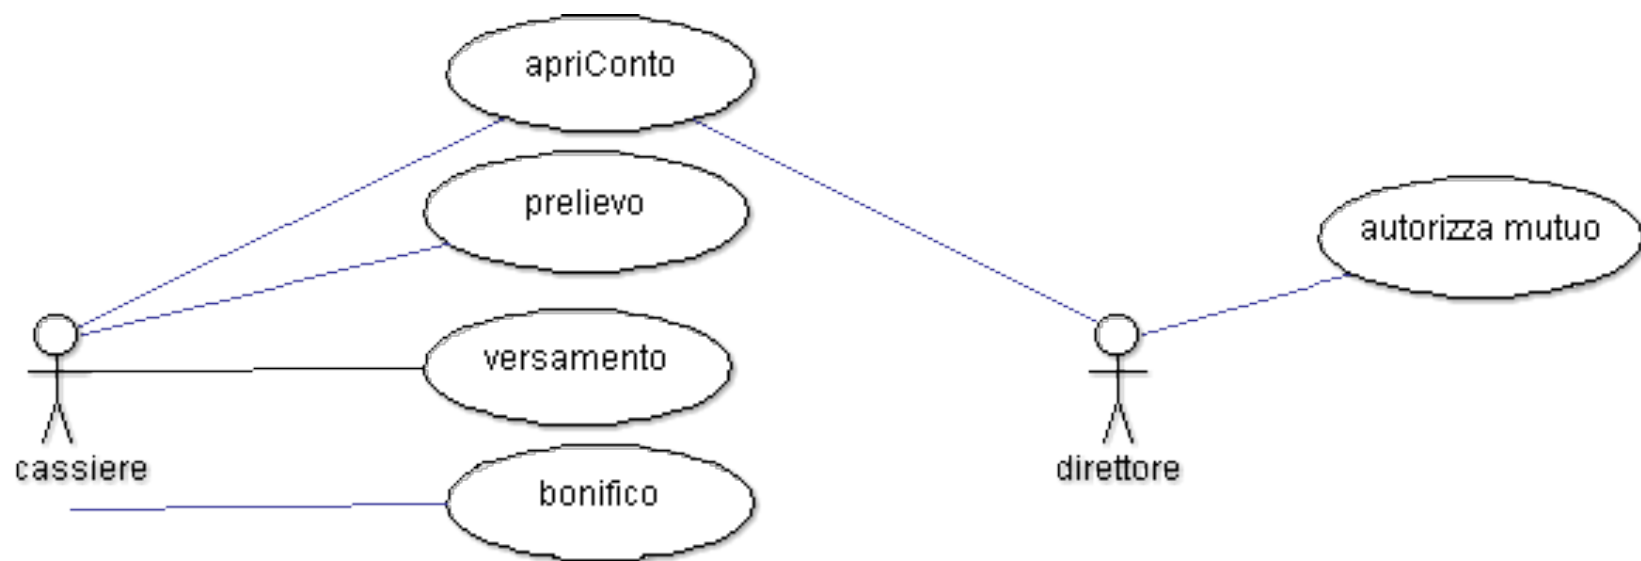 apriConto
prelievo
autorizza mutuo
versamento
cassiere
direttore
bonifico